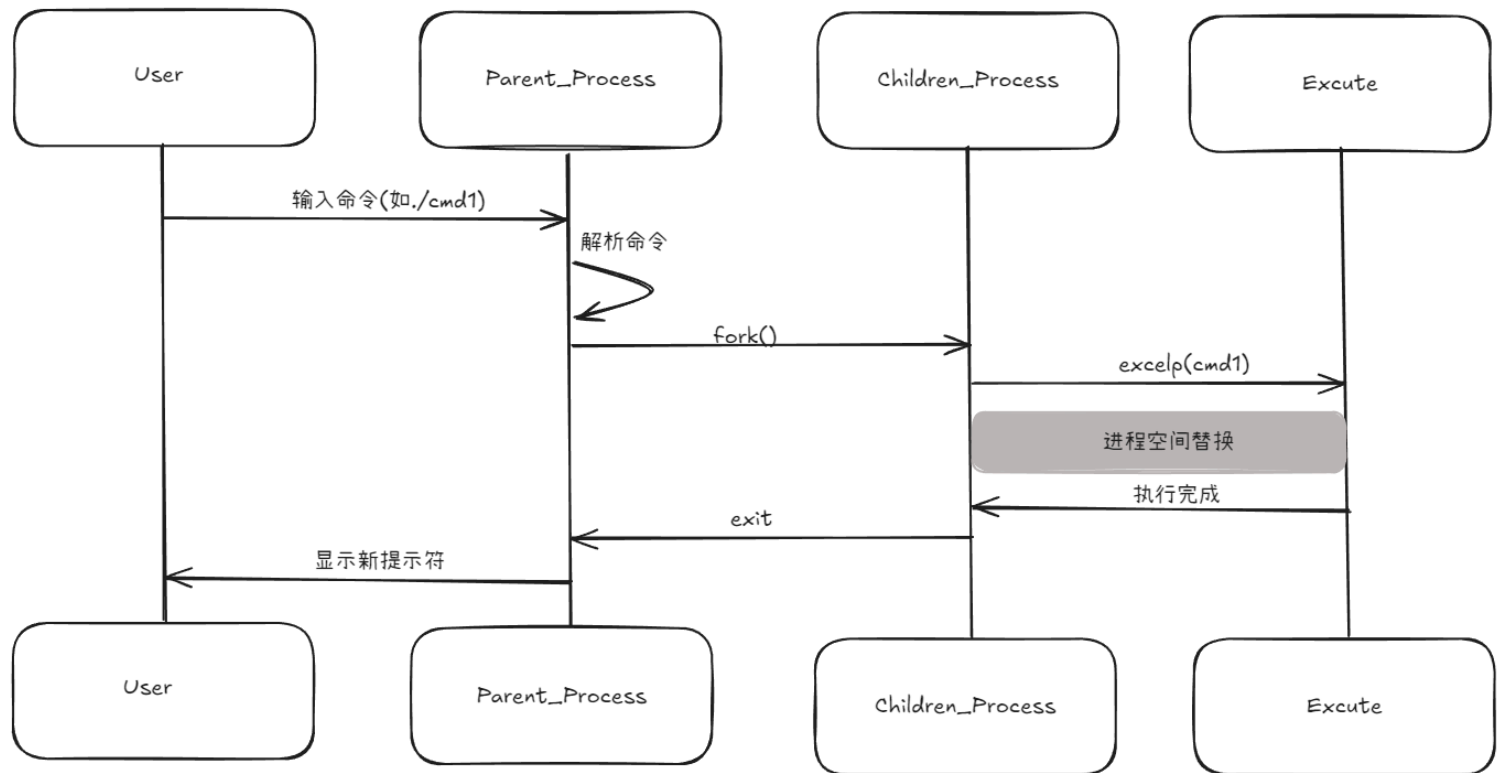 User
Parent_Process
Children_Process
Excute
输入命令(如./cmd1)
解析命令
fork()
excelp(cmd1)
进程空间替换
执行完成
exit
显示新提示符
User
Parent_Process
Children_Process
Excute